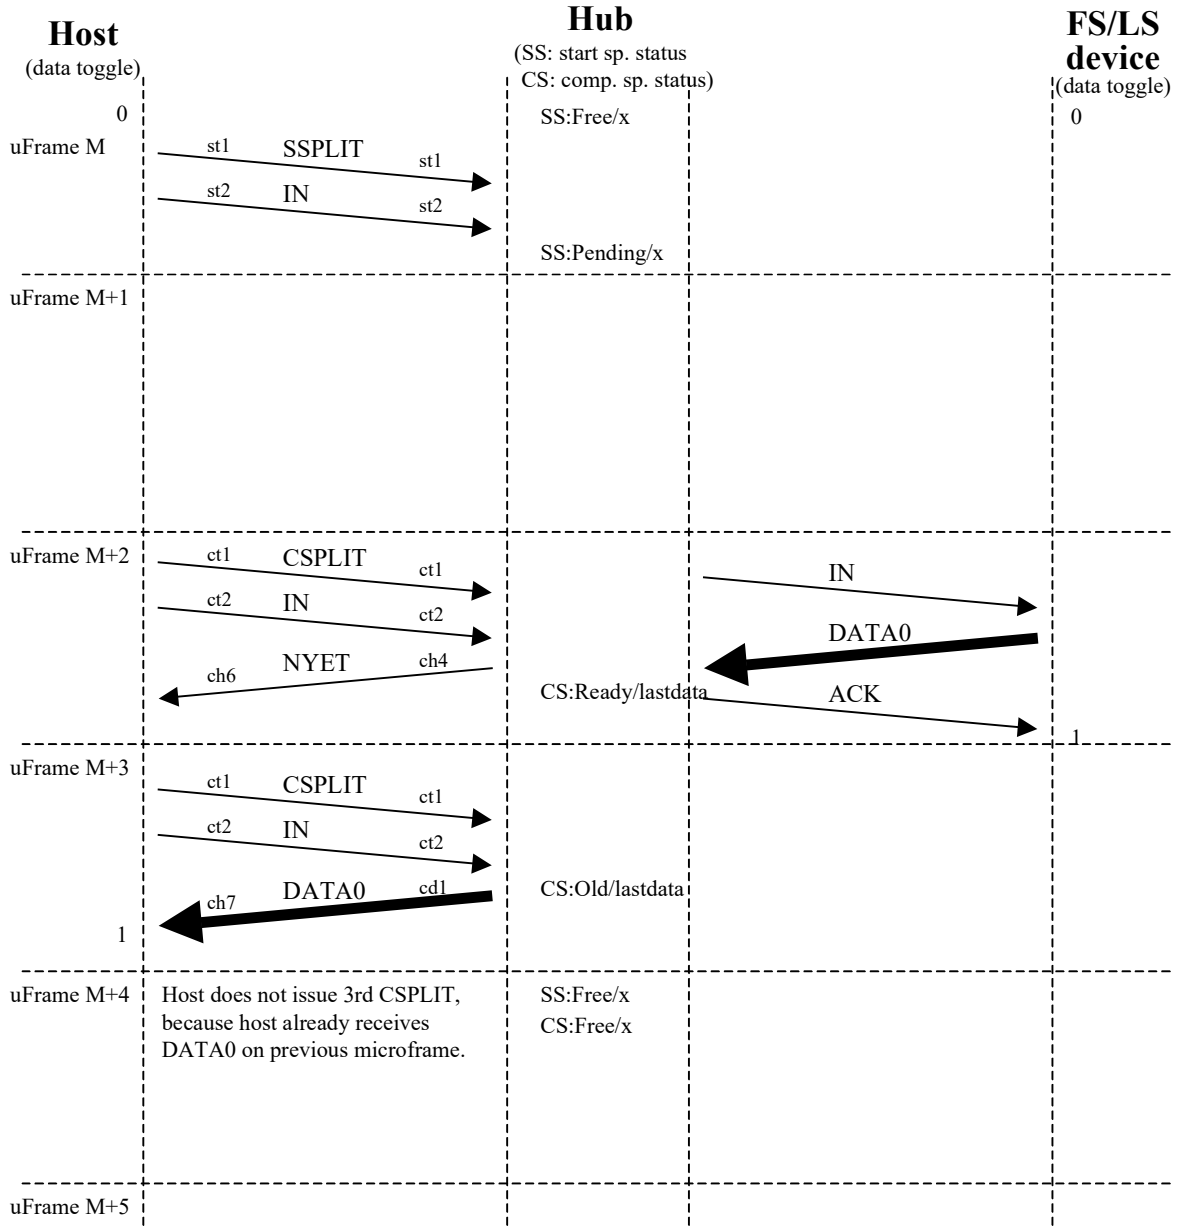 Host
(data toggle)
Hub
(SS: start sp. status
CS: comp. sp. status)
FS/LS
device
(data toggle)
0
SS:Free/x
0
uFrame M
st1 SSPLIT st1
st2 IN st2
SS:Pending/x
uFrame M+1
uFrame M+2
ct1 CSPLIT ct1
IN
ct2 IN ct2
DATA0
ch6 NYET ch4
CS:Ready/lastdata
ACK
1
uFrame M+3
ct1 CSPLIT ct1
ct2 IN ct2
ch7 DATA0 cd1
CS:Old/lastdata
1
uFrame M+4
Host does not issue 3rd CSPLIT,
because host already receives
DATA0 on previous microframe.
SS:Free/x
CS:Free/x
uFrame M+5